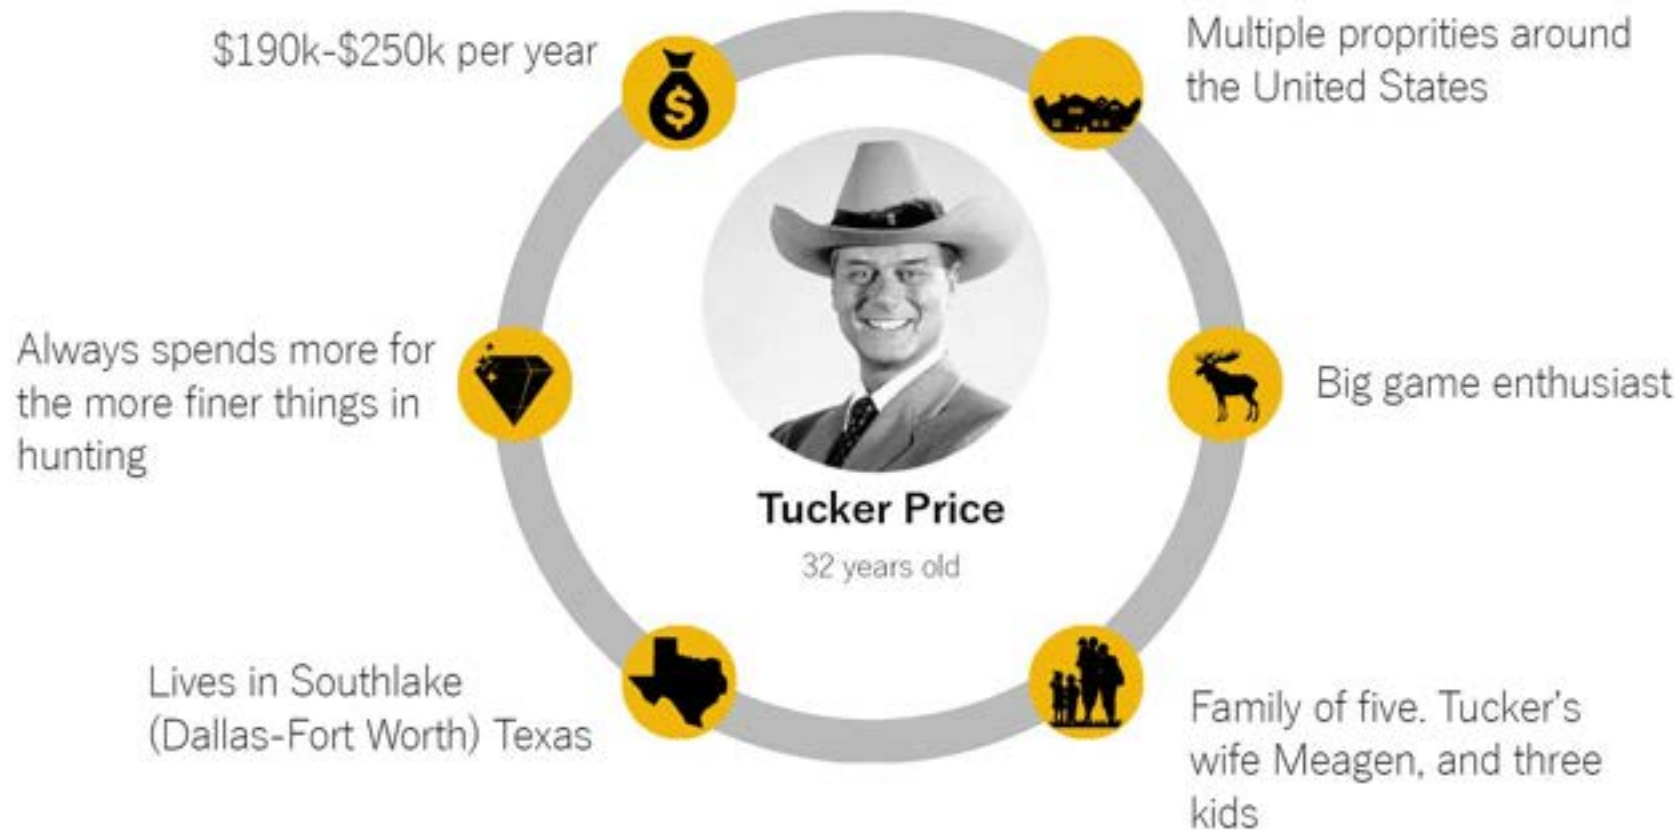 $190k-$250k per year
Multiple proprities around
the United States
Always spends more for
the more finer things in
hunting
Big game enthusiast
Tucker Price
32 years old
Lives in Southlake
(Dallas-Fort Worth) Texas
Family of five. Tucker's
wife Meagen, and three
kids